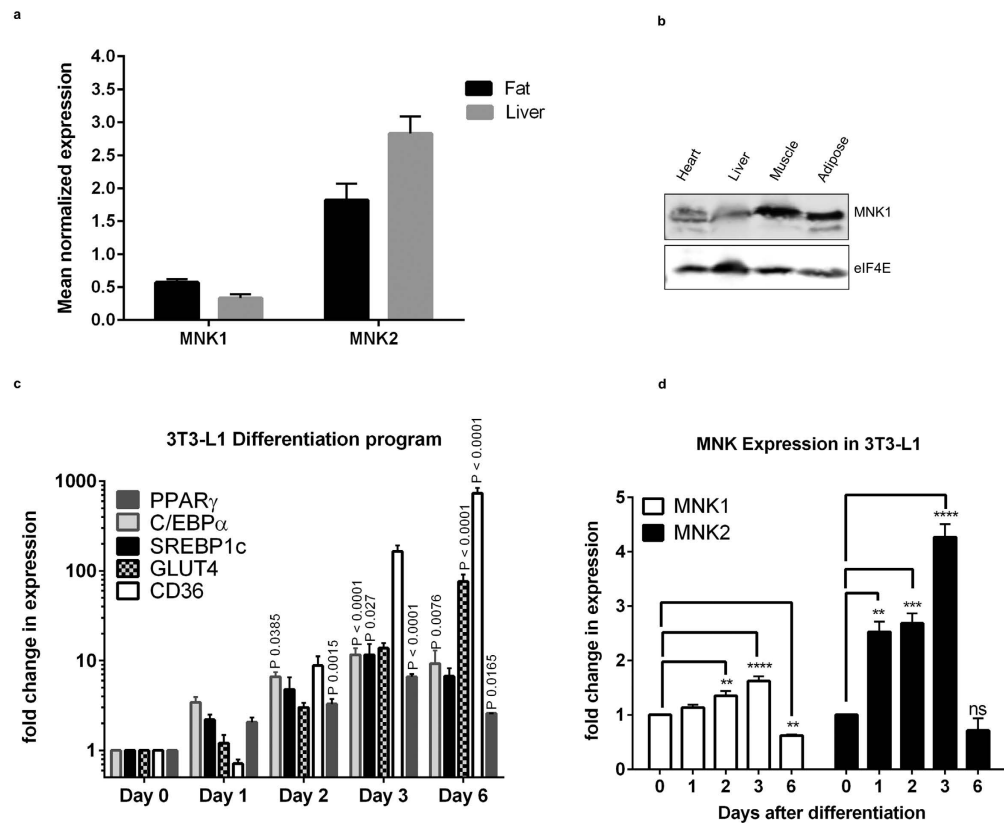 a
Mean normalized expression
4.0
3.5
3.0
2.5
2.0
1.5
1.0
0.5
0.0
Fat
Liver
MNK1
MNK2
b
Heart
Liver
Muscle
Adipose
MNK1
eIF4E
c
3T3-L1 Differentiation program
fold change in expression
1000
100
10
1
PPARγ
C/EBPα
SREBP1c
GLUT4
CD36
P 0.0385
P 0.0015
P < 0.0001
P 0.027
P < 0.0001
P 0.0076
P < 0.0001
P < 0.0001
P 0.0165
Day 0 Day 1 Day 2 Day 3 Day 6
d
MNK Expression in 3T3-L1
fold change in expression
5
4
3
2
1
0
MNK1
MNK2
**
****
**
**
***
****
ns
0 1 2 3 6 0 1 2 3 6
Days after differentiation